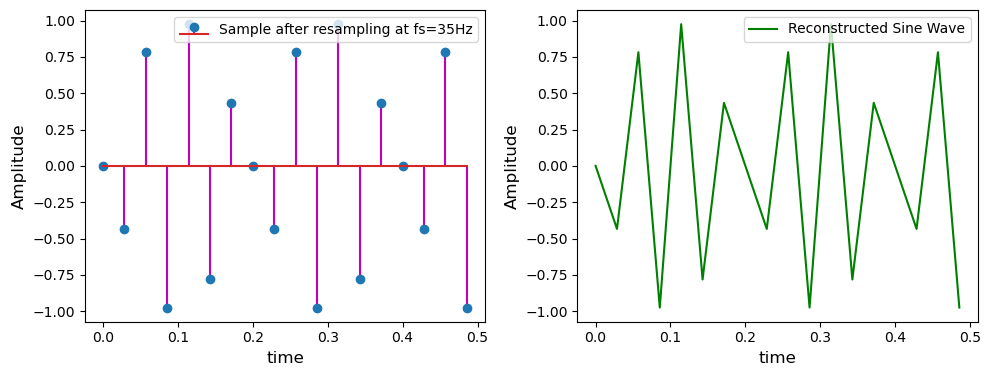 Sample after resampling at fs=35Hz
1.00
0.75
0.50
0.25
0.00
−0.25
−0.50
−0.75
−1.00
Amplitude
0.0 0.1 0.2 0.3 0.4 0.5
time
Reconstructed Sine Wave
1.00
0.75
0.50
0.25
0.00
−0.25
−0.50
−0.75
−1.00
Amplitude
0.0 0.1 0.2 0.3 0.4 0.5
time